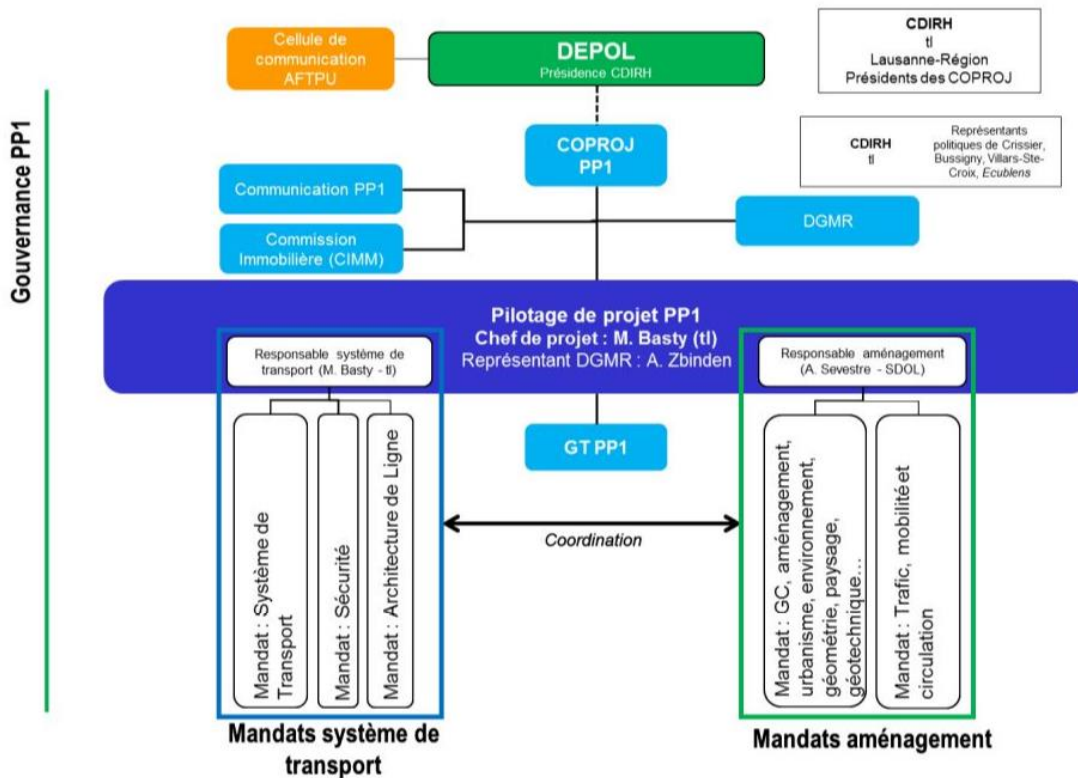 Cellule de
communication
AFTPU
DEPOL
Présidence CDIRH
CDIRH
tl
Lausanne-Région
Présidents des COPROJ
Gouvernance PP1
COPROJ
PP1
CDIRH
tl
Représentants
politiques de Crissier,
Bussigny, Villars-Ste-
Croix, Ecublens
Communication PP1
Commission
Immobilière (CIMM)
DGMR
Pilotage de projet PP1
Chef de projet : M. Basty (tl)
Représentant DGMR : A. Zbinden
Responsable système de
transport (M. Basty - tl)
Responsable aménagement
(A. Sevestre - SDOL)
GT PP1
Mandat : Système de
Transport
Mandat : Sécurité
Mandat : Architecture de Ligne
Coordination
Mandat : GC, aménagement,
urbanisme, environnement,
géométrie, paysage,
géotechnique...
Mandat : Trafic, mobilité et
circulation
Mandats système de
transport
Mandats aménagement